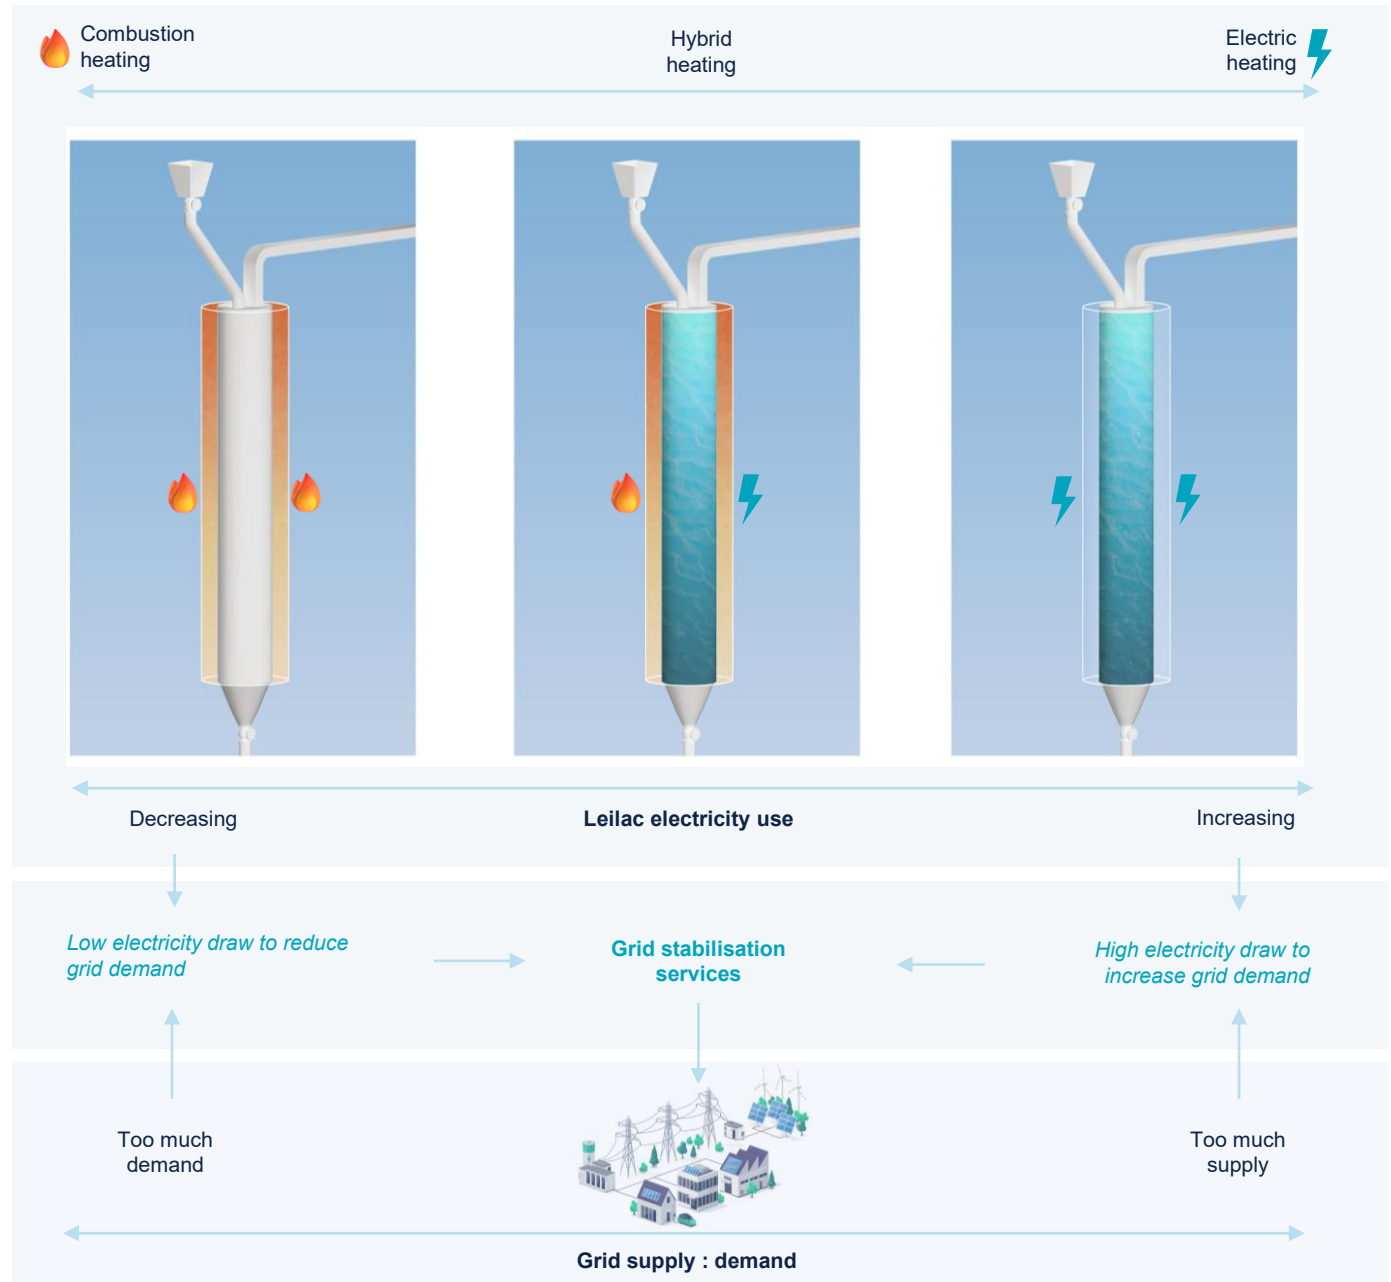 Combustion
heating
Hybrid
heating
Electric
heating
Decreasing
Leilac electricity use
Increasing
Low electricity draw to reduce
grid demand
Grid stabilisation
services
High electricity draw to
increase grid demand
Too much
demand
Too much
supply
Grid supply : demand